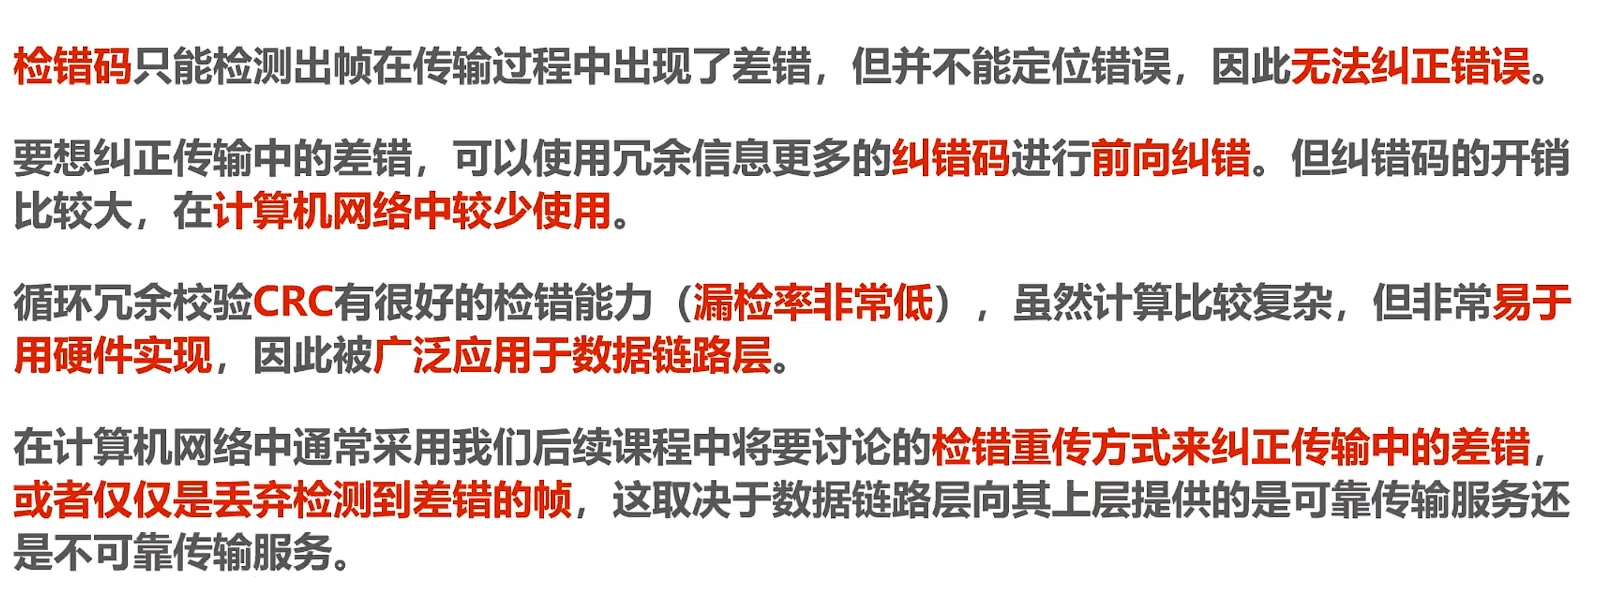 检错码只能检测出帧在传输过程中出现了差错，但并不能定位错误，因此无法纠正错误。
要想纠正传输中的差错，可以使用冗余信息更多的纠错码进行前向纠错。但纠错码的开销
比较大，在计算机网络中较少使用。
循环冗余校验CRC有很好的检错能力（漏检率非常低），虽然计算比较复杂，但非常易于
用硬件实现，因此被广泛应用于数据链路层。
在计算机网络中通常采用我们后续课程中将要讨论的检错重传方式来纠正传输中的差错，
或者仅仅是丢弃检测到差错的帧，这取决于数据链路层向其上层提供的是可靠传输服务还
是不可靠传输服务。